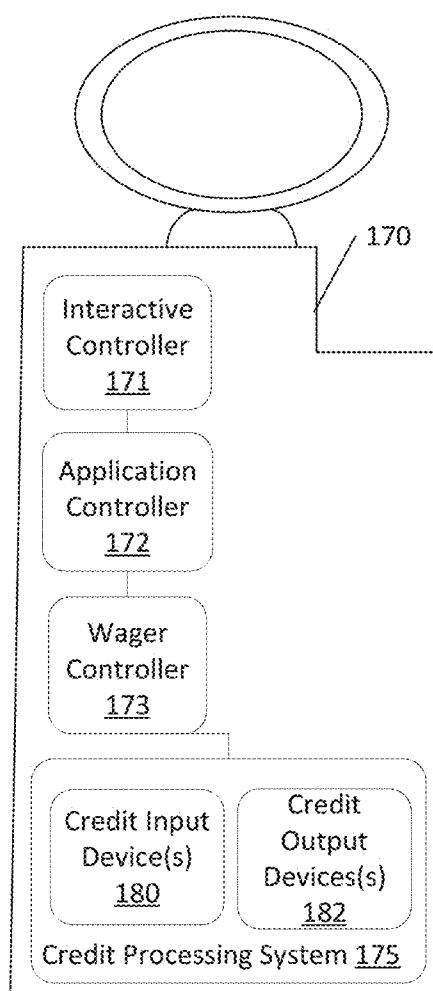 170
Interactive
Controller
171
Application
Controller
172
Wager
Controller
173
Credit Input
Device(s)
180
Credit
Output
Devices(s)
182
Credit Processing System 175